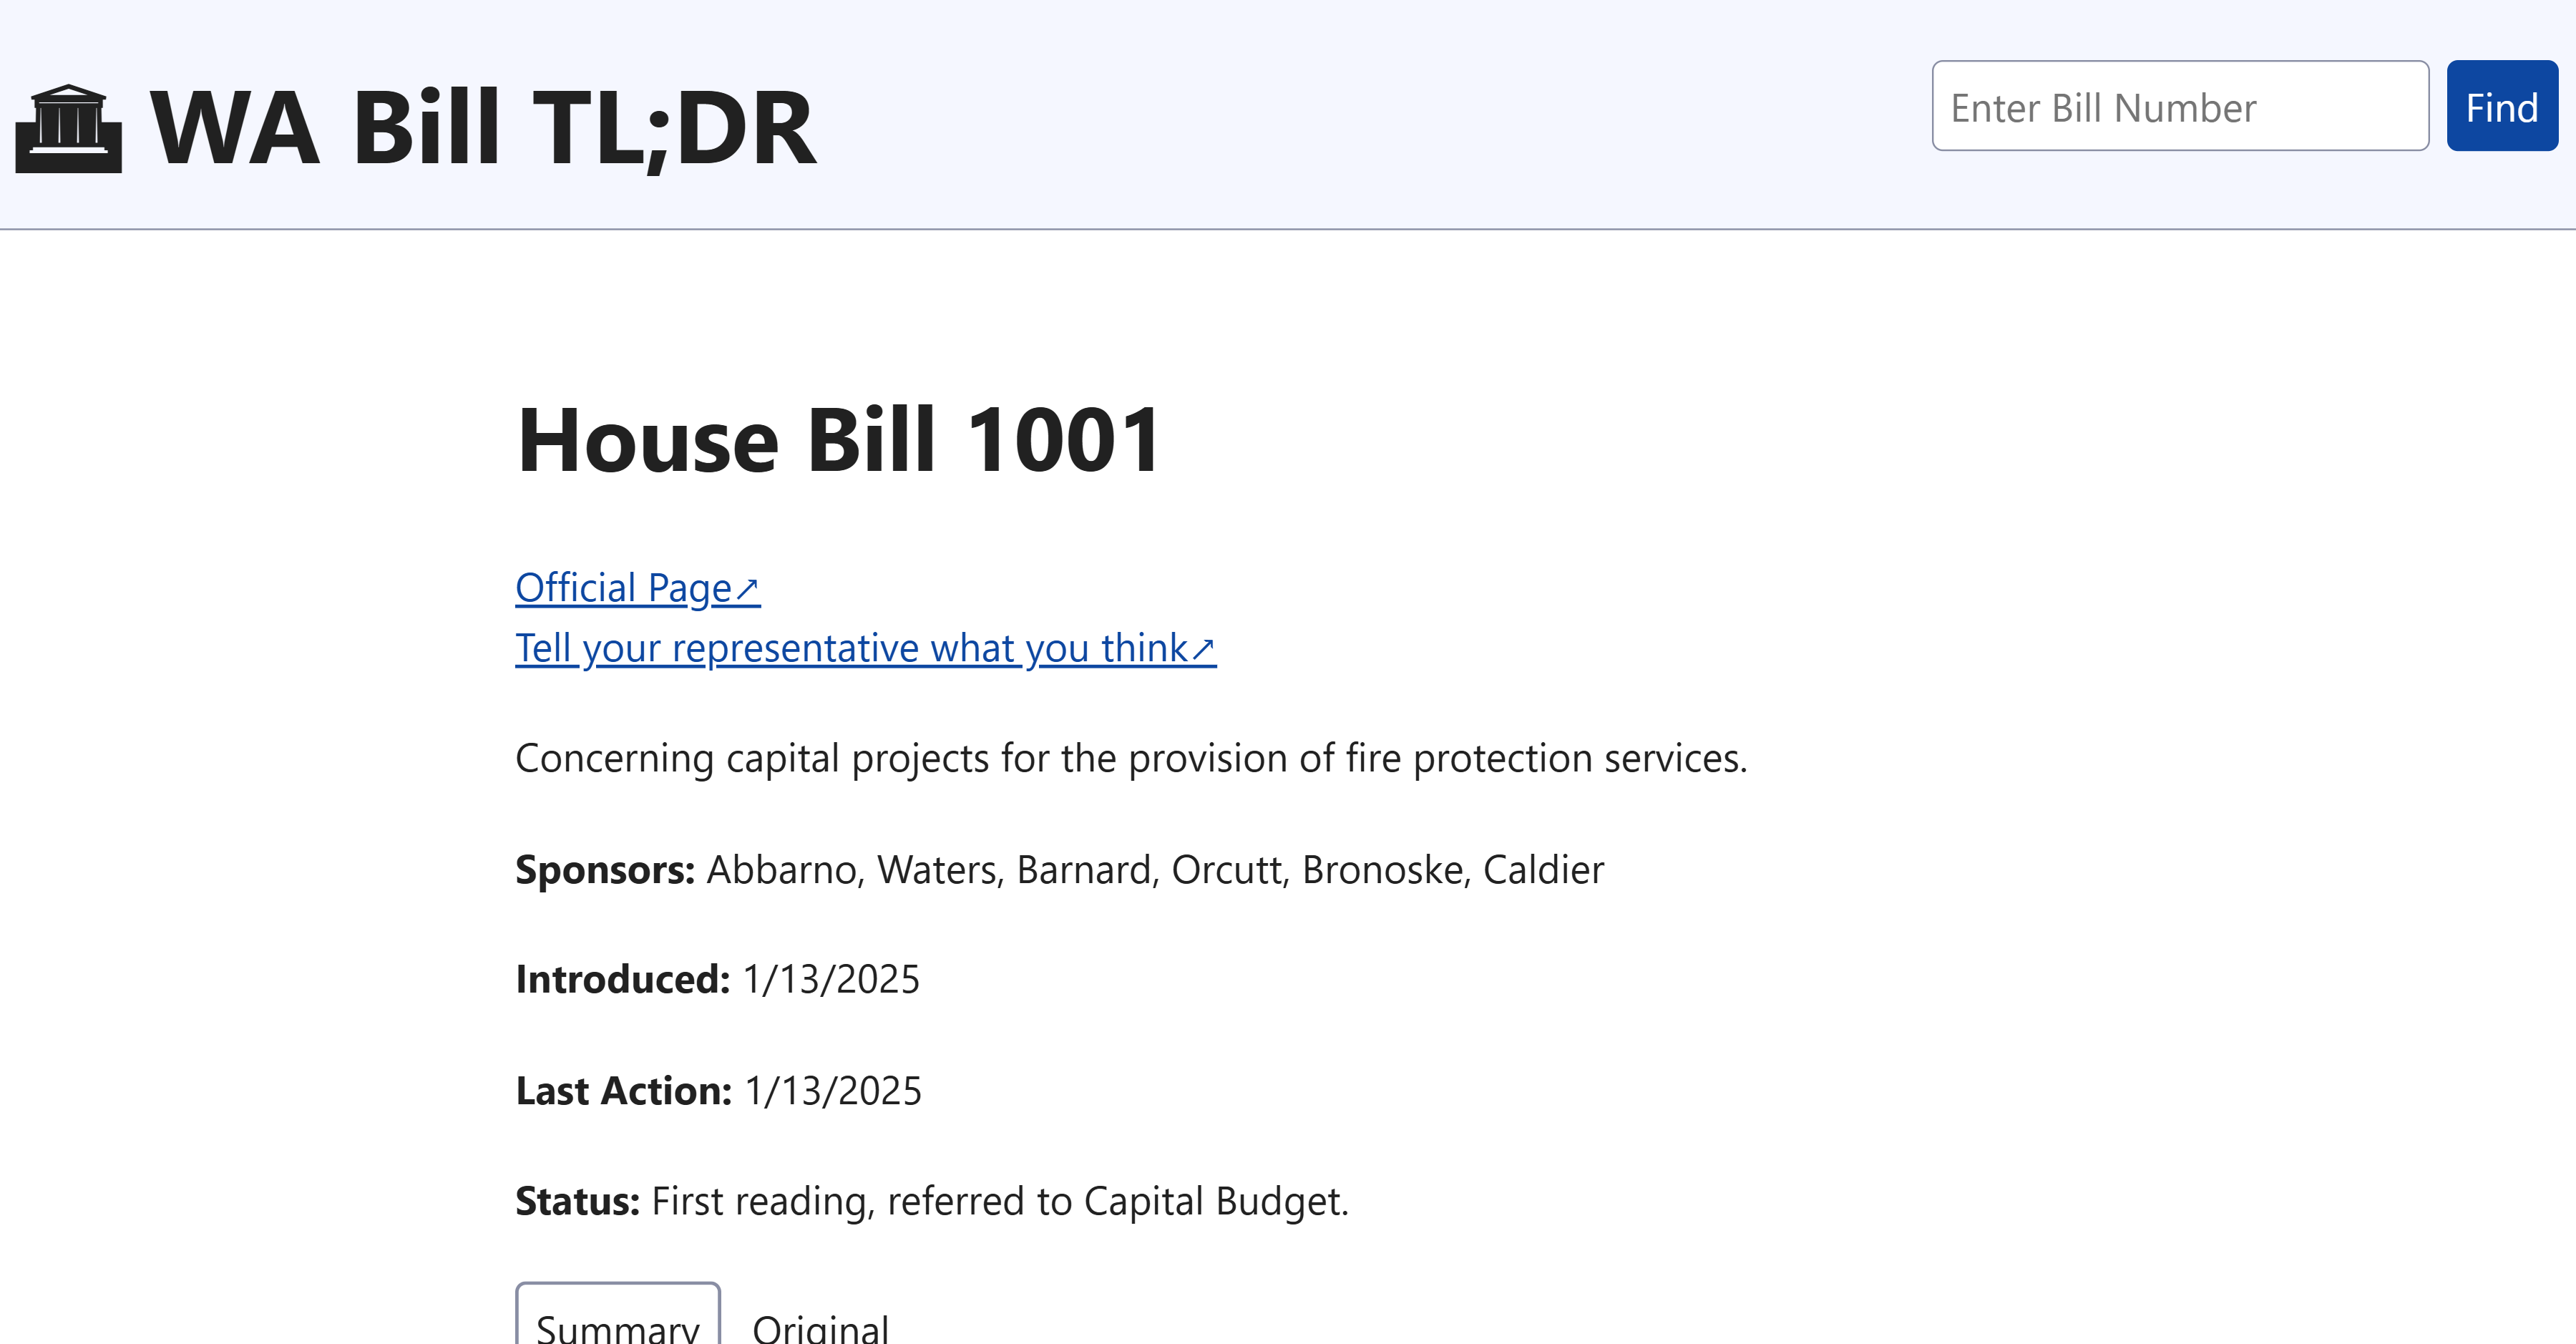 WA Bill TL;DR
Enter Bill Number
Find
House Bill 1001
Official Page↗
Tell your representative what you think↗
Concerning capital projects for the provision of fire protection services.
Sponsors: Abbarno, Waters, Barnard, Orcutt, Bronoske, Caldier
Introduced: 1/13/2025
Last Action: 1/13/2025
Status: First reading, referred to Capital Budget.
Summary
Original